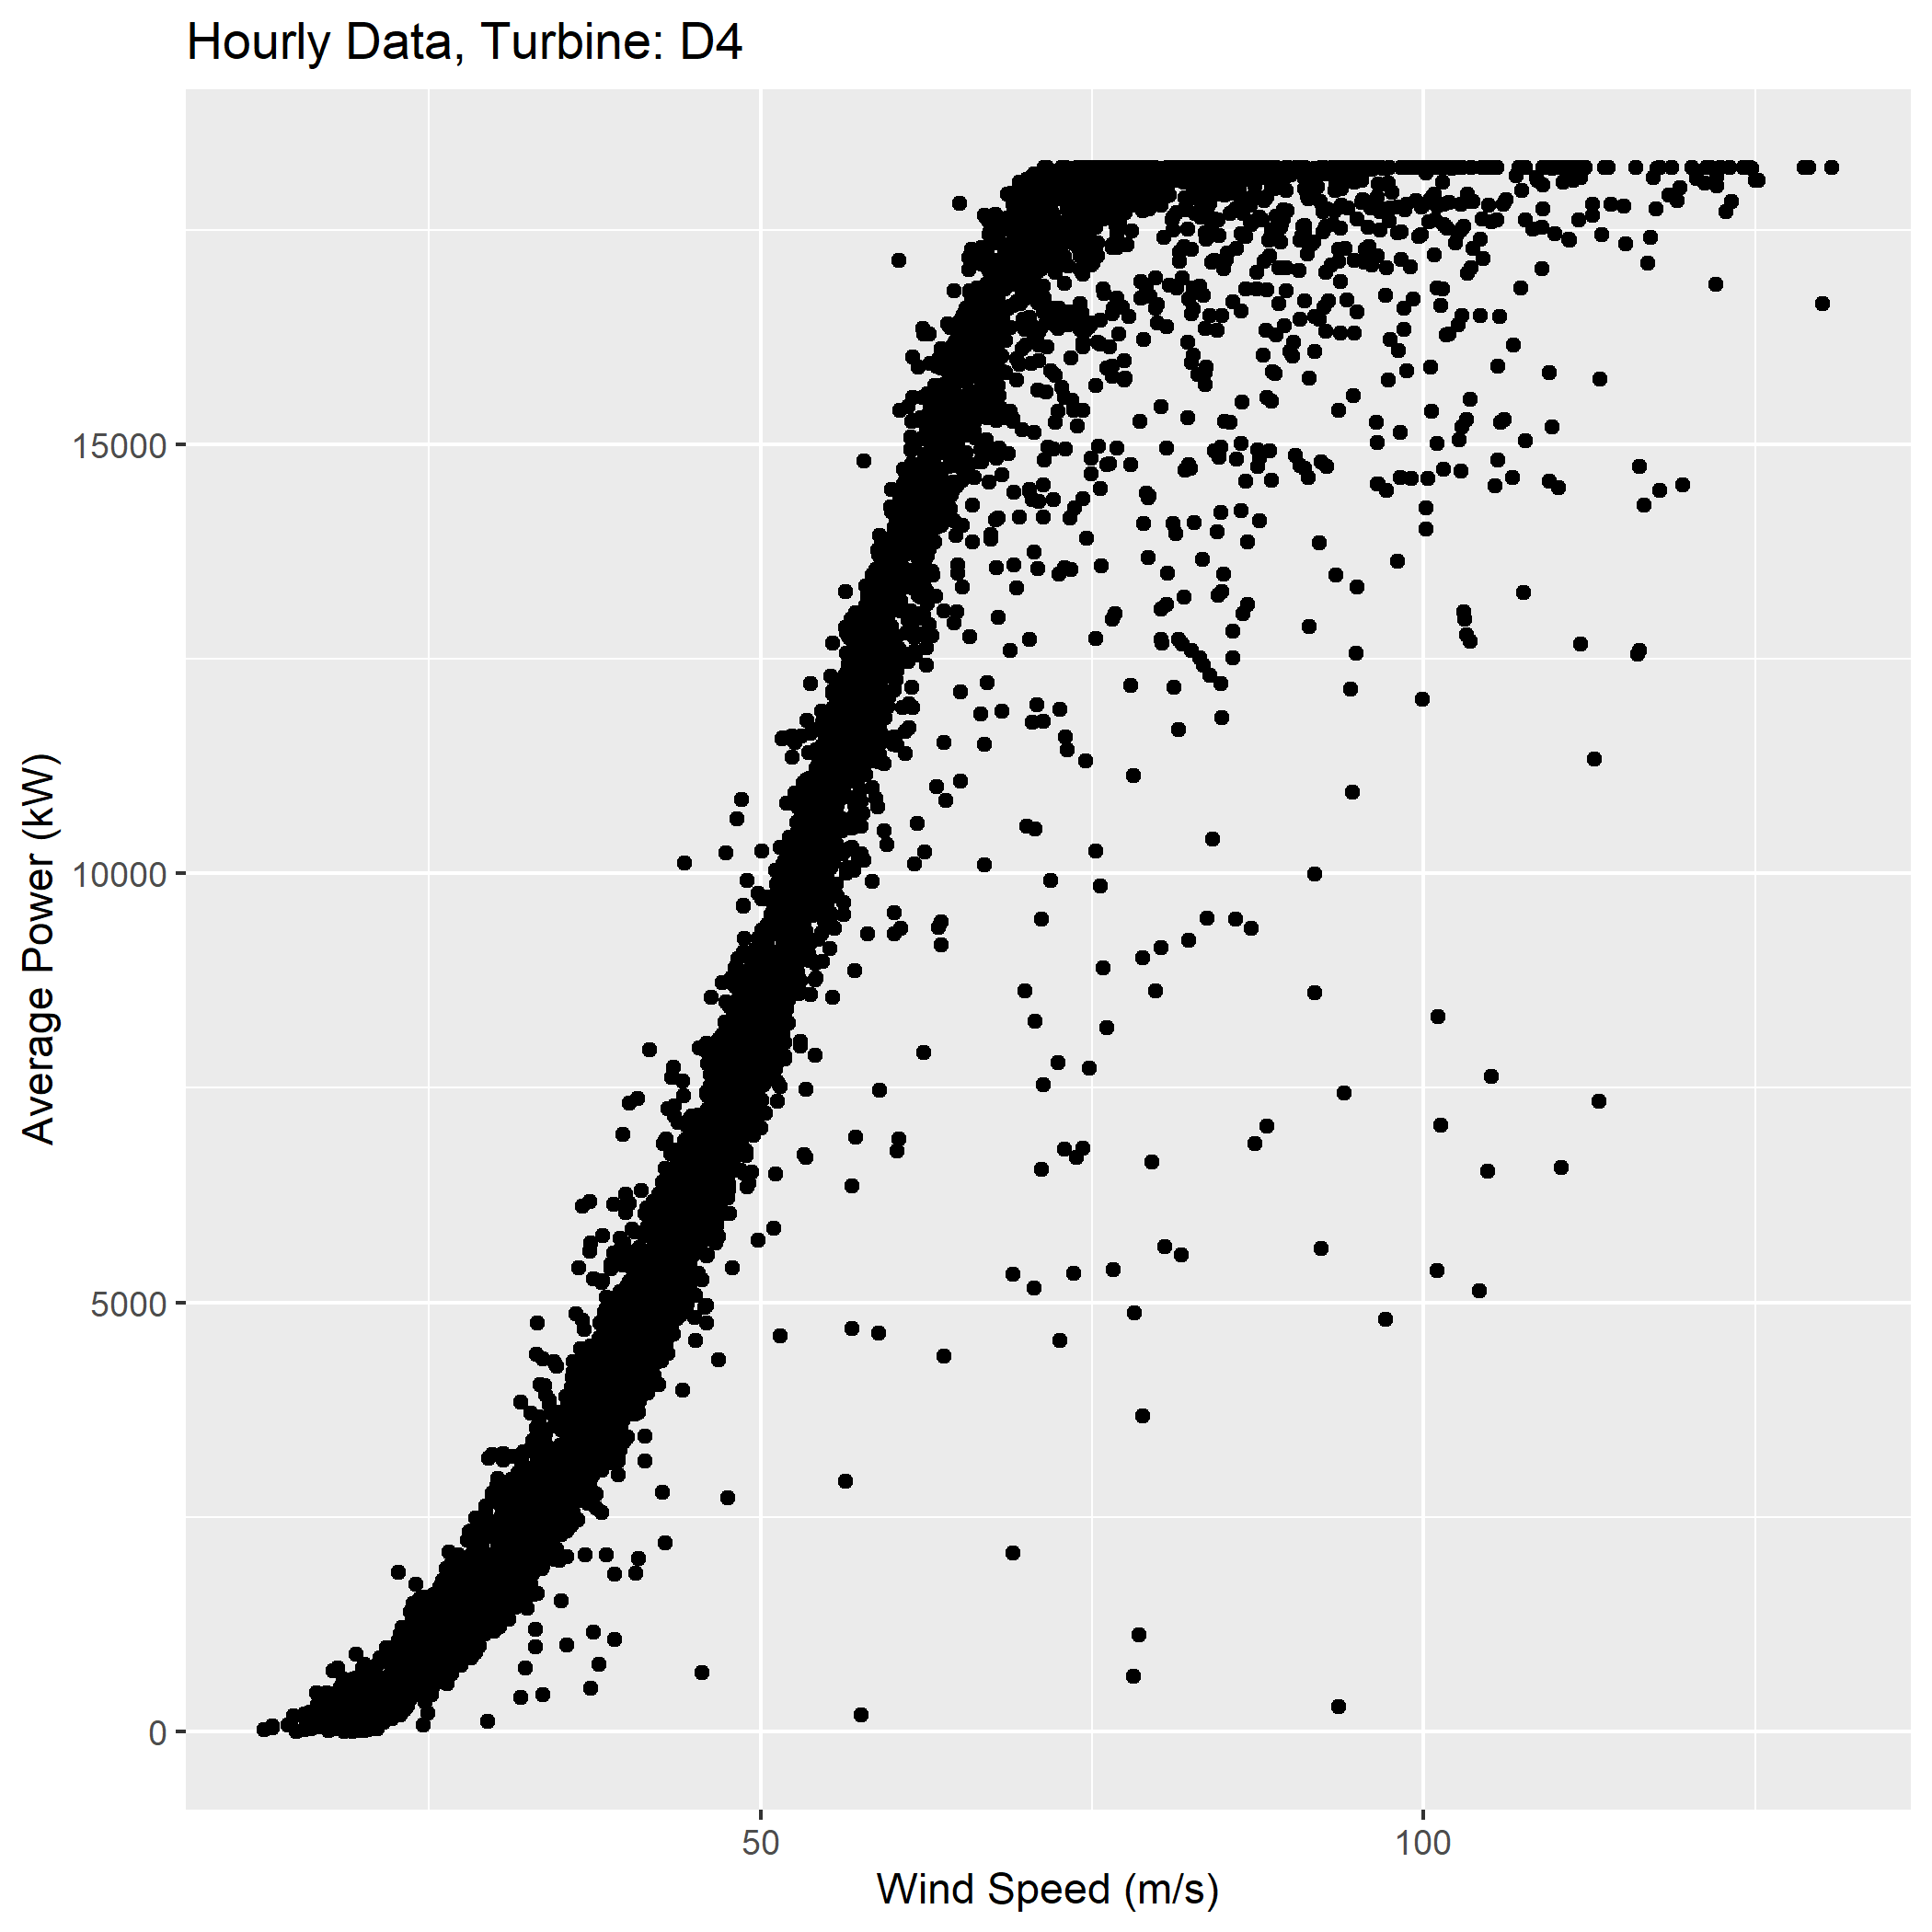 Hourly Data, Turbine: D4
Average Power (kW)
15000
10000
5000
0
50
100
Wind Speed (m/s)